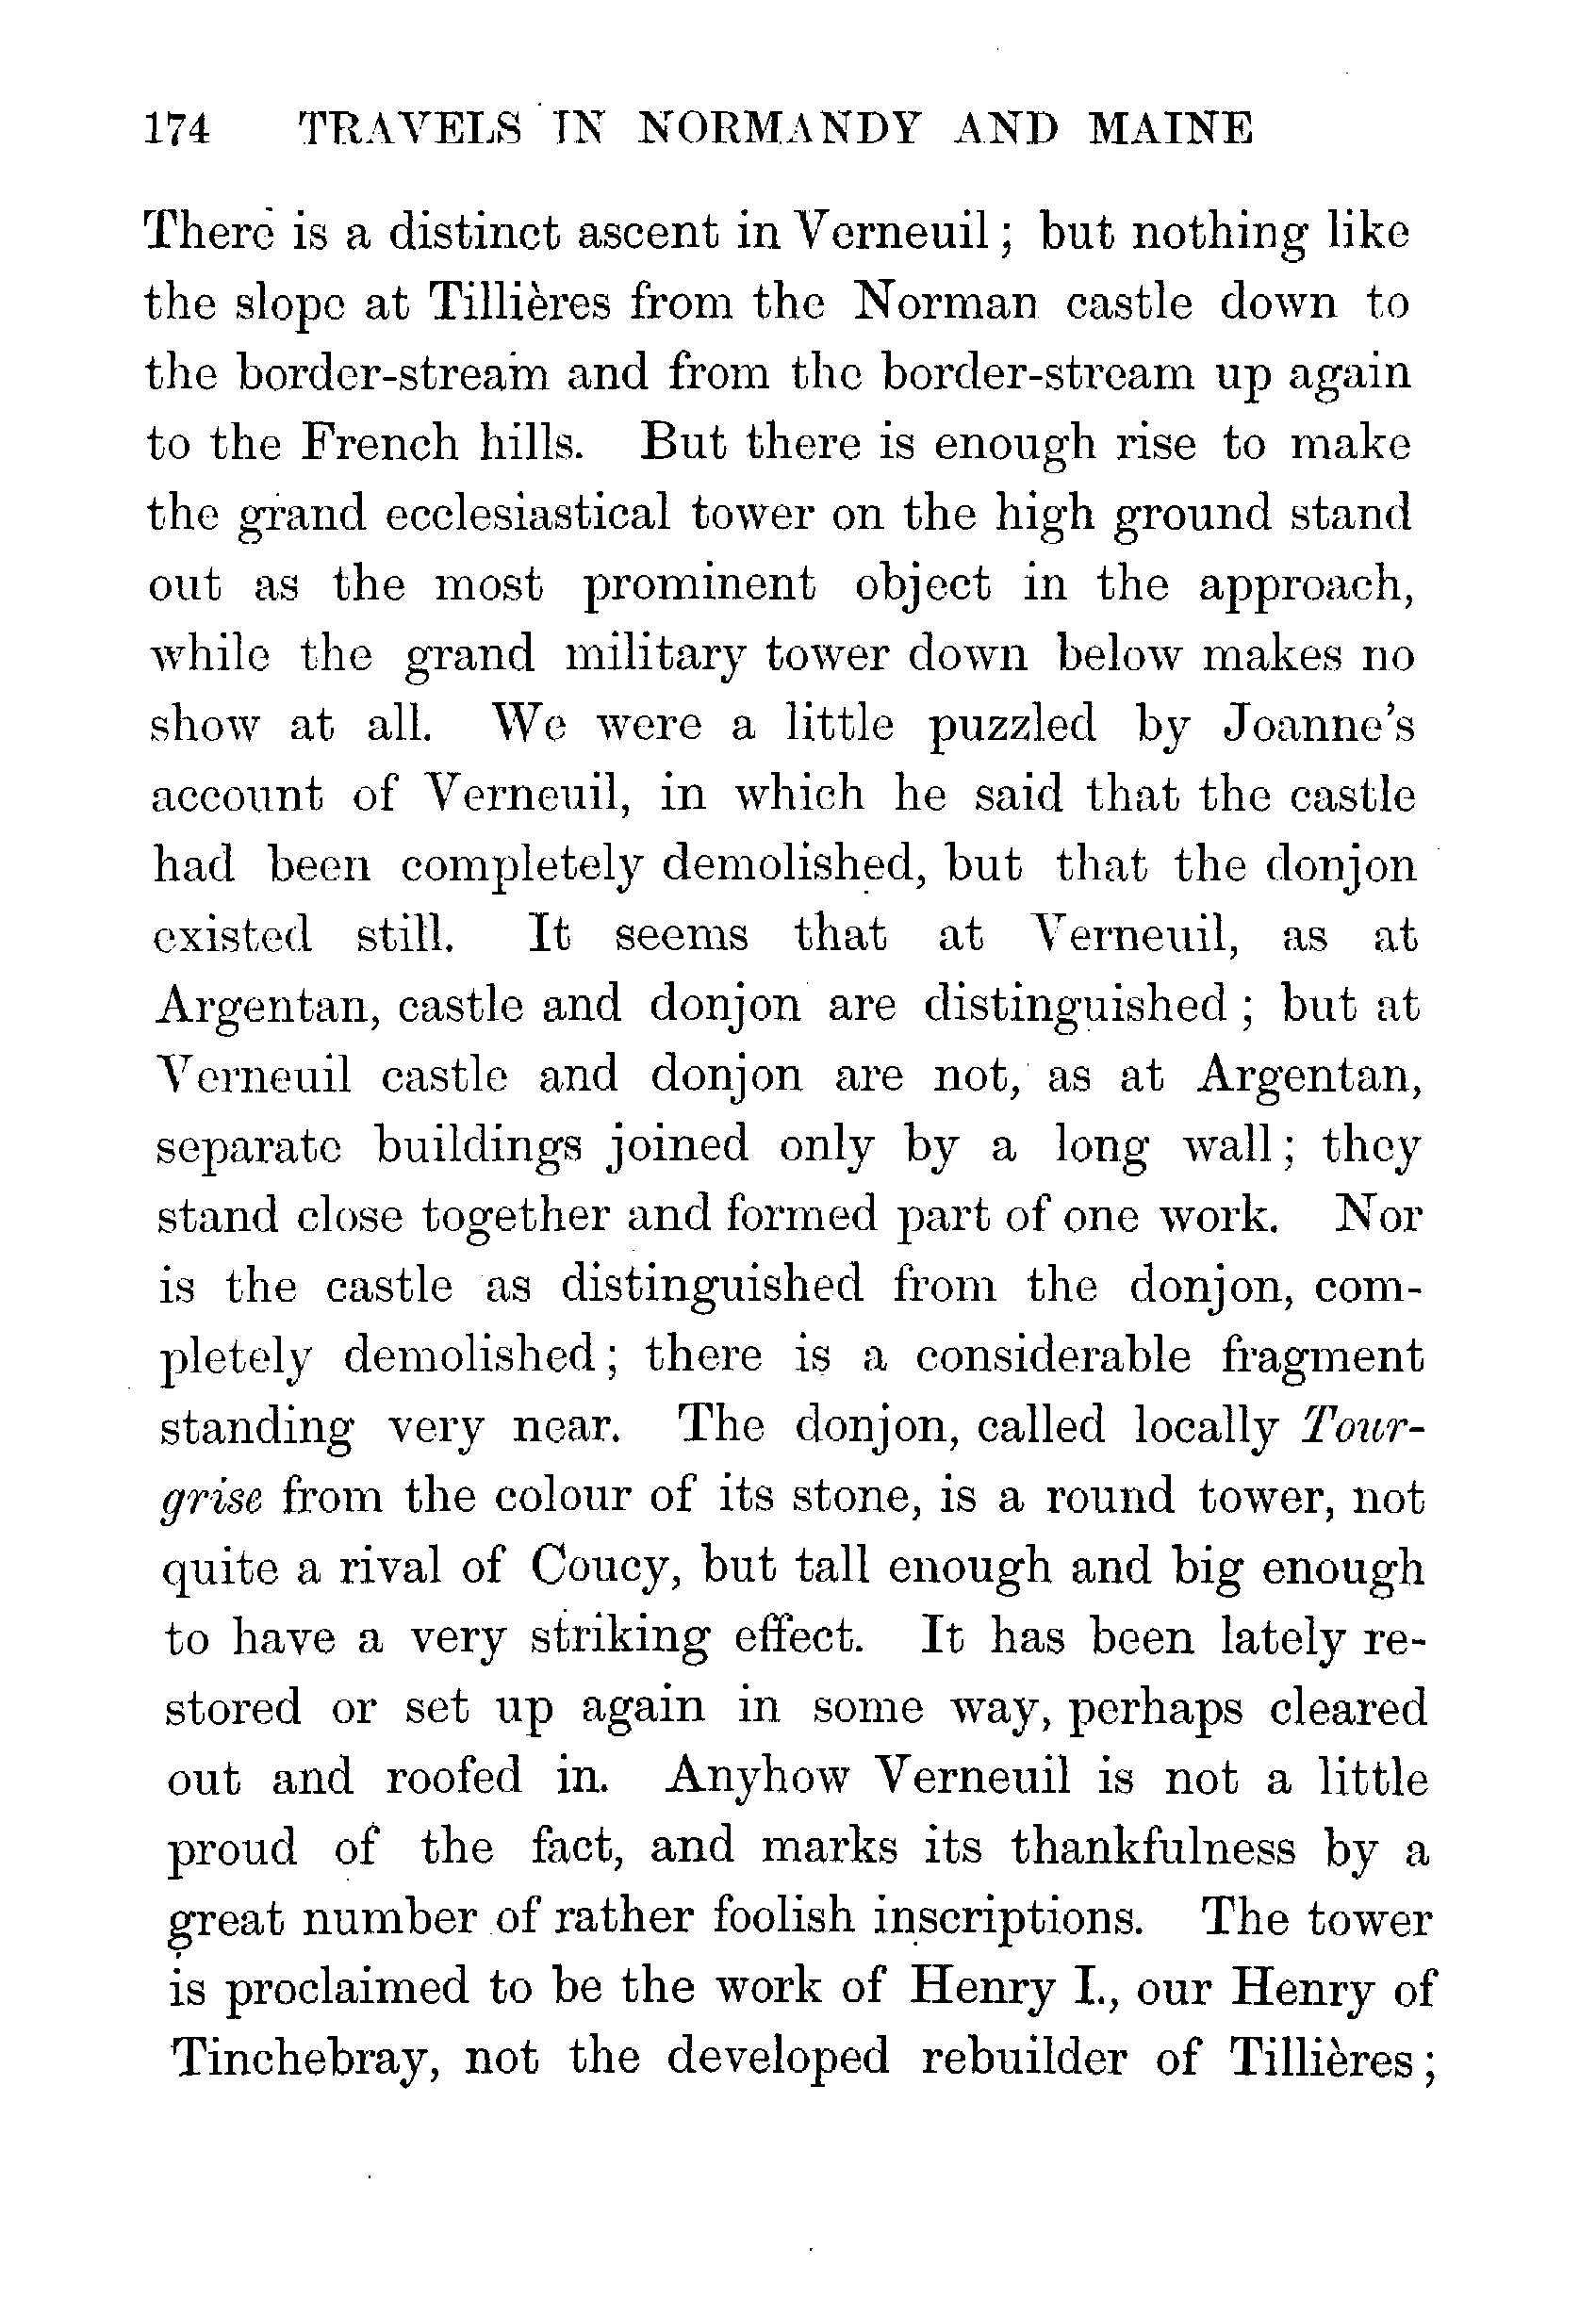 174 TRAVELS IN NORMANDY AND MAINE
There is a distinct ascent in Verneuil ; but nothing like
the slope at Tillières from the Norman castle down to
the border-stream and from the border-stream up again
to the French hills. But there is enough rise to make
the grand ecclesiastical tower on the high ground stand
out as the most prominent object in the approach,
while the grand military tower down below makes no
show at all. We were a little puzzled by Joanne's
account of Verneuil, in which he said that the castle
had been completely demolished, but that the donjon
existed still. It seems that at Verneuil, as at
Argentan, castle and donjon are distinguished ; but at
Verneuil castle and donjon are not, as at Argentan,
separate buildings joined only by a long wall ; they
stand close together and formed part of one work. Nor
is the castle as distinguished from the donjon, com-
pletely demolished ; there is a considerable fragment
standing very near. The donjon, called locally Tour-
grise from the colour of its stone, is a round tower, not
quite a rival of Coucy, but tall enough and big enough
to have a very striking effect. It has been lately re-
stored or set up again in some way, perhaps cleared
out and roofed in. Anyhow Verneuil is not a little
proud of the fact, and marks its thankfulness by a
great number of rather foolish inscriptions. The tower
is proclaimed to be the work of Henry I., our Henry of
Tinchebray, not the developed rebuilder of Tillières ;